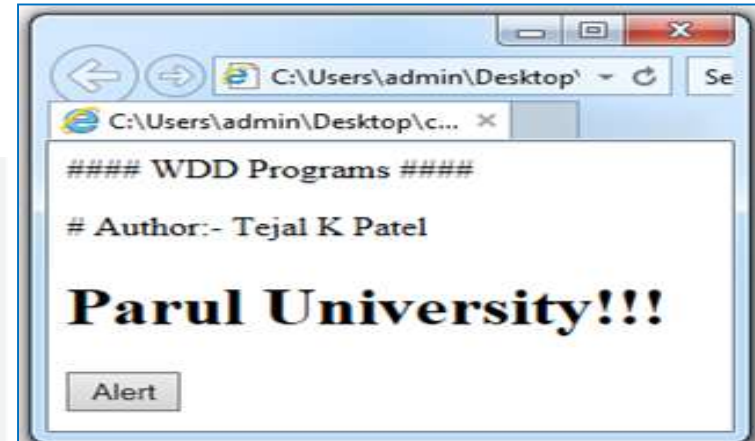 C:\Users\admin\Desktop\ Se
C:\Users\admin\Desktop\c...
#### WDD Programs ####
# Author:- Tejal K Patel
Parul University!!!
Alert